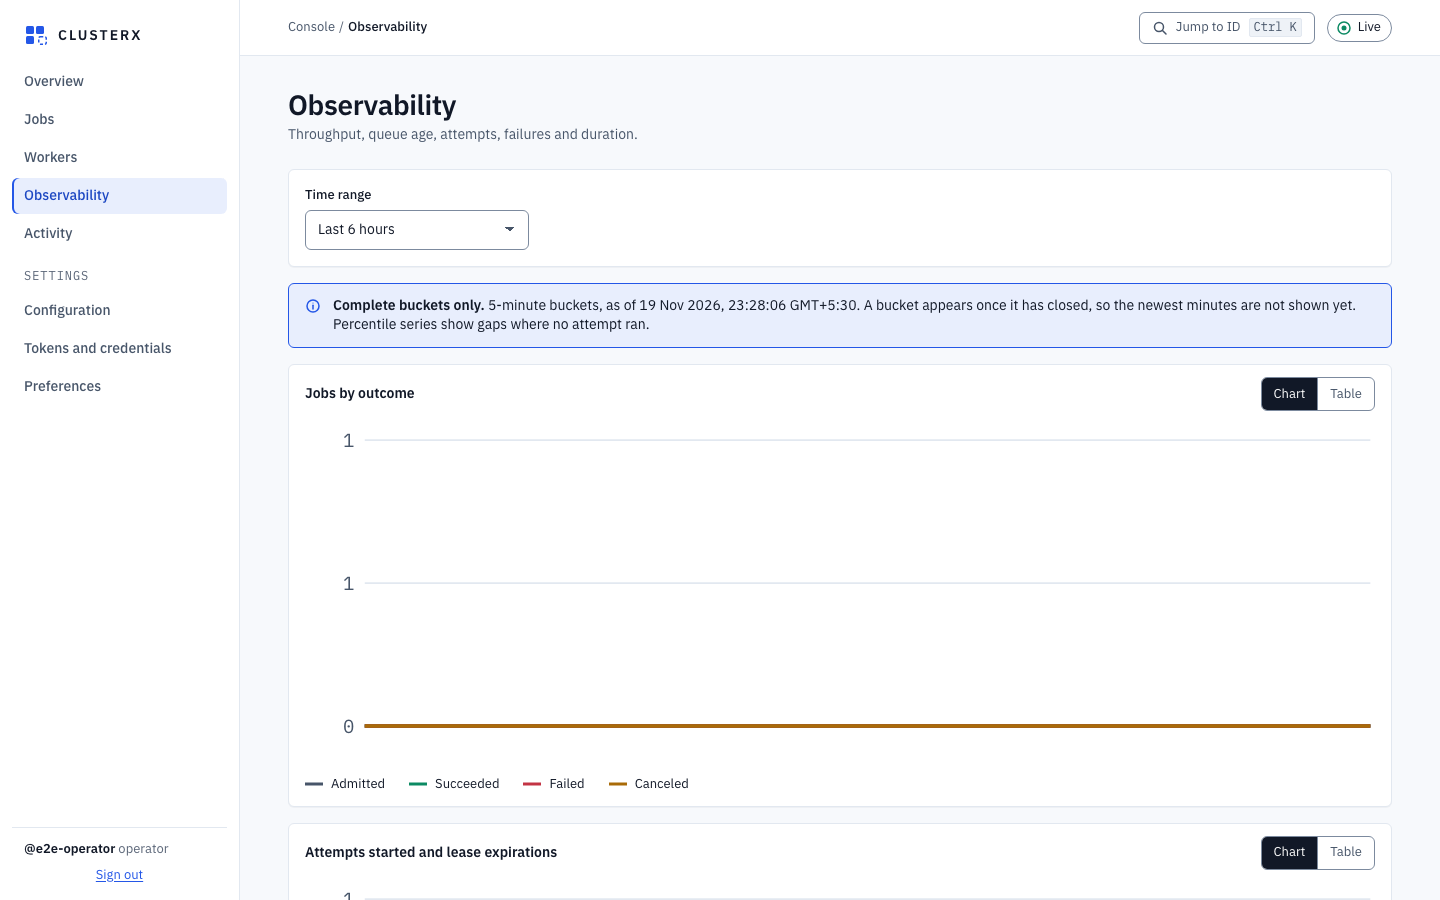 CLUSTERX
Overview
Jobs
Workers
Observability
Activity
SETTINGS
Configuration
Tokens and credentials
Preferences
@e2e-operator operator
Sign out
Console / Observability
Jump to ID Ctrl K
Live
Observability
Throughput, queue age, attempts, failures and duration.
Time range
Last 6 hours
Complete buckets only. 5-minute buckets, as of 19 Nov 2026, 23:28:06 GMT+5:30. A bucket appears once it has closed, so the newest minutes are not shown yet.
Percentile series show gaps where no attempt ran.
Jobs by outcome
Chart Table
1
1
0
Admitted Succeeded Failed Canceled
Attempts started and lease expirations
Chart Table
1